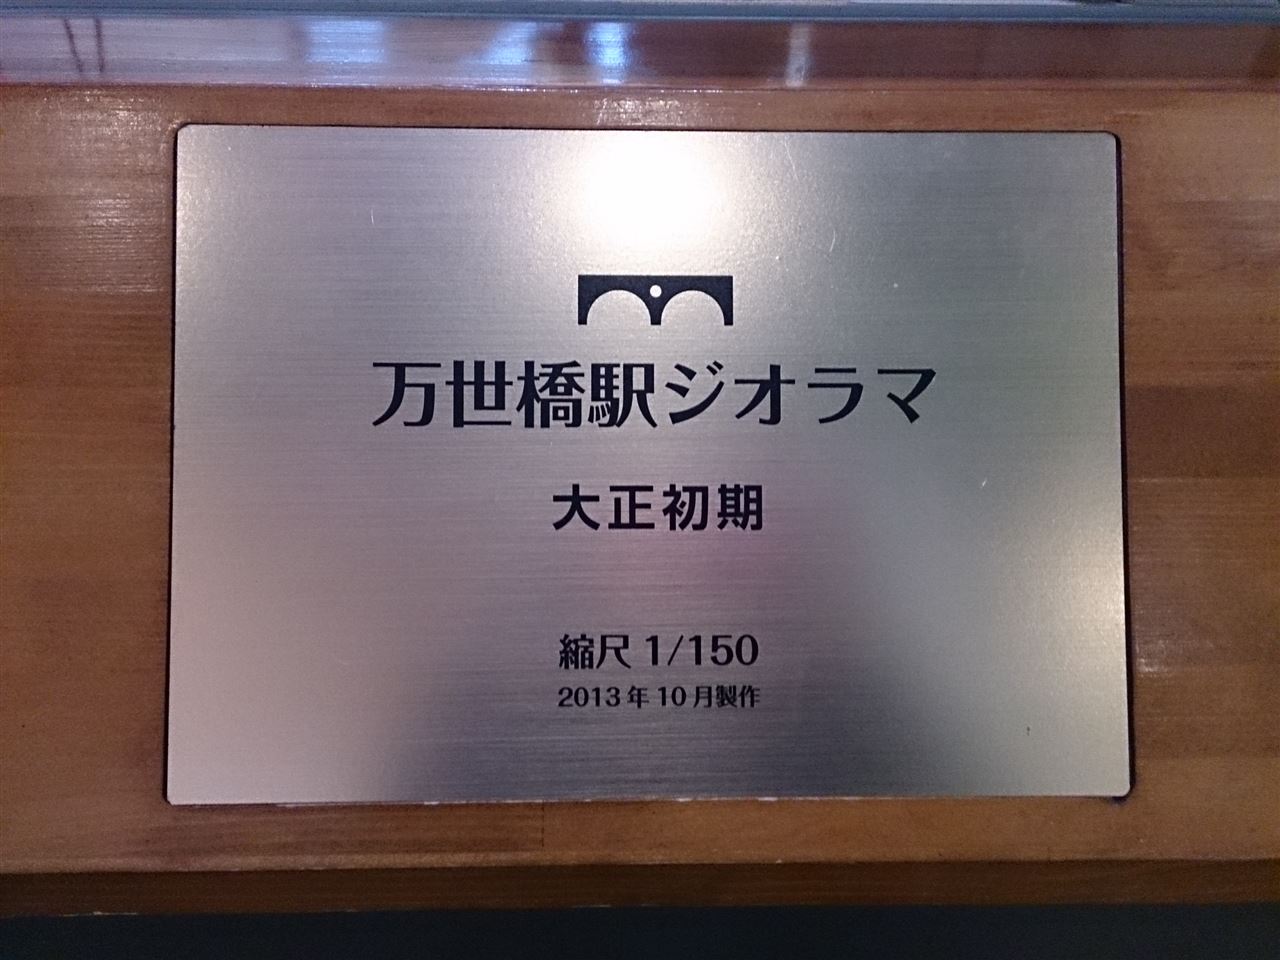 万世橋駅ジオラマ
大正初期
縮尺 1/150
2013年10月製作